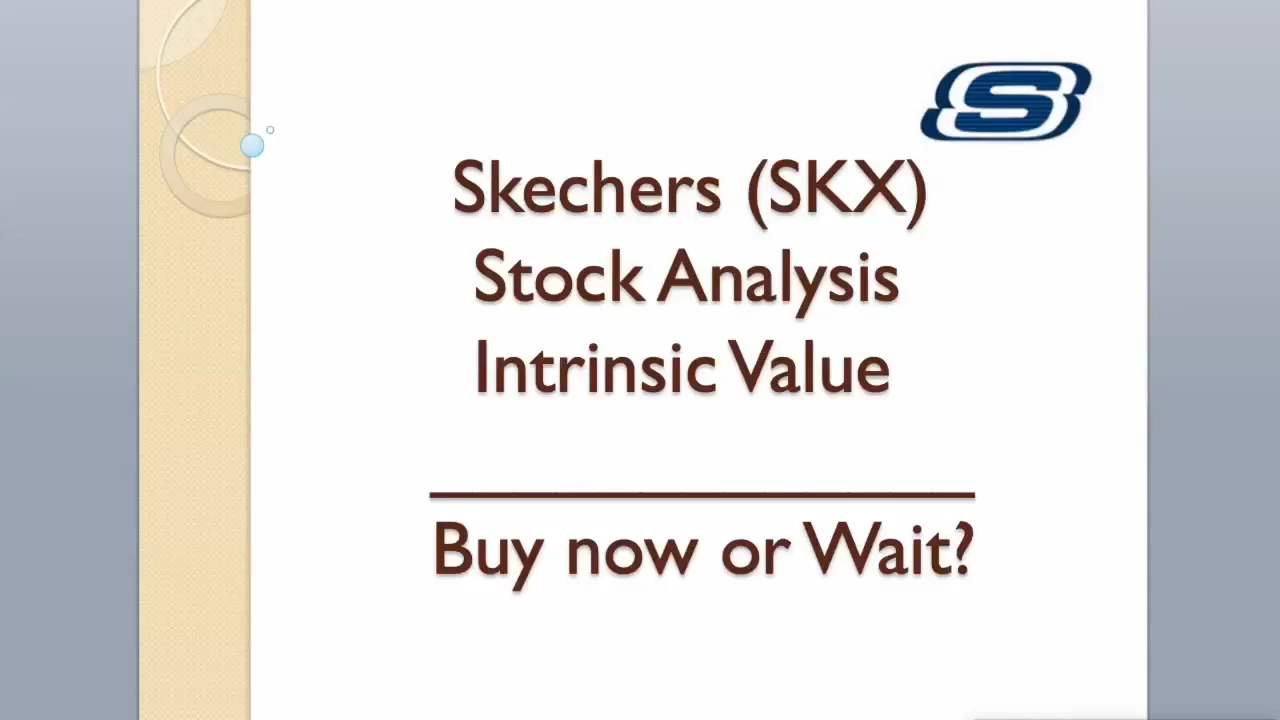 S
Skechers (SKX)
Stock Analysis
Intrinsic Value
Buy now or Wait?